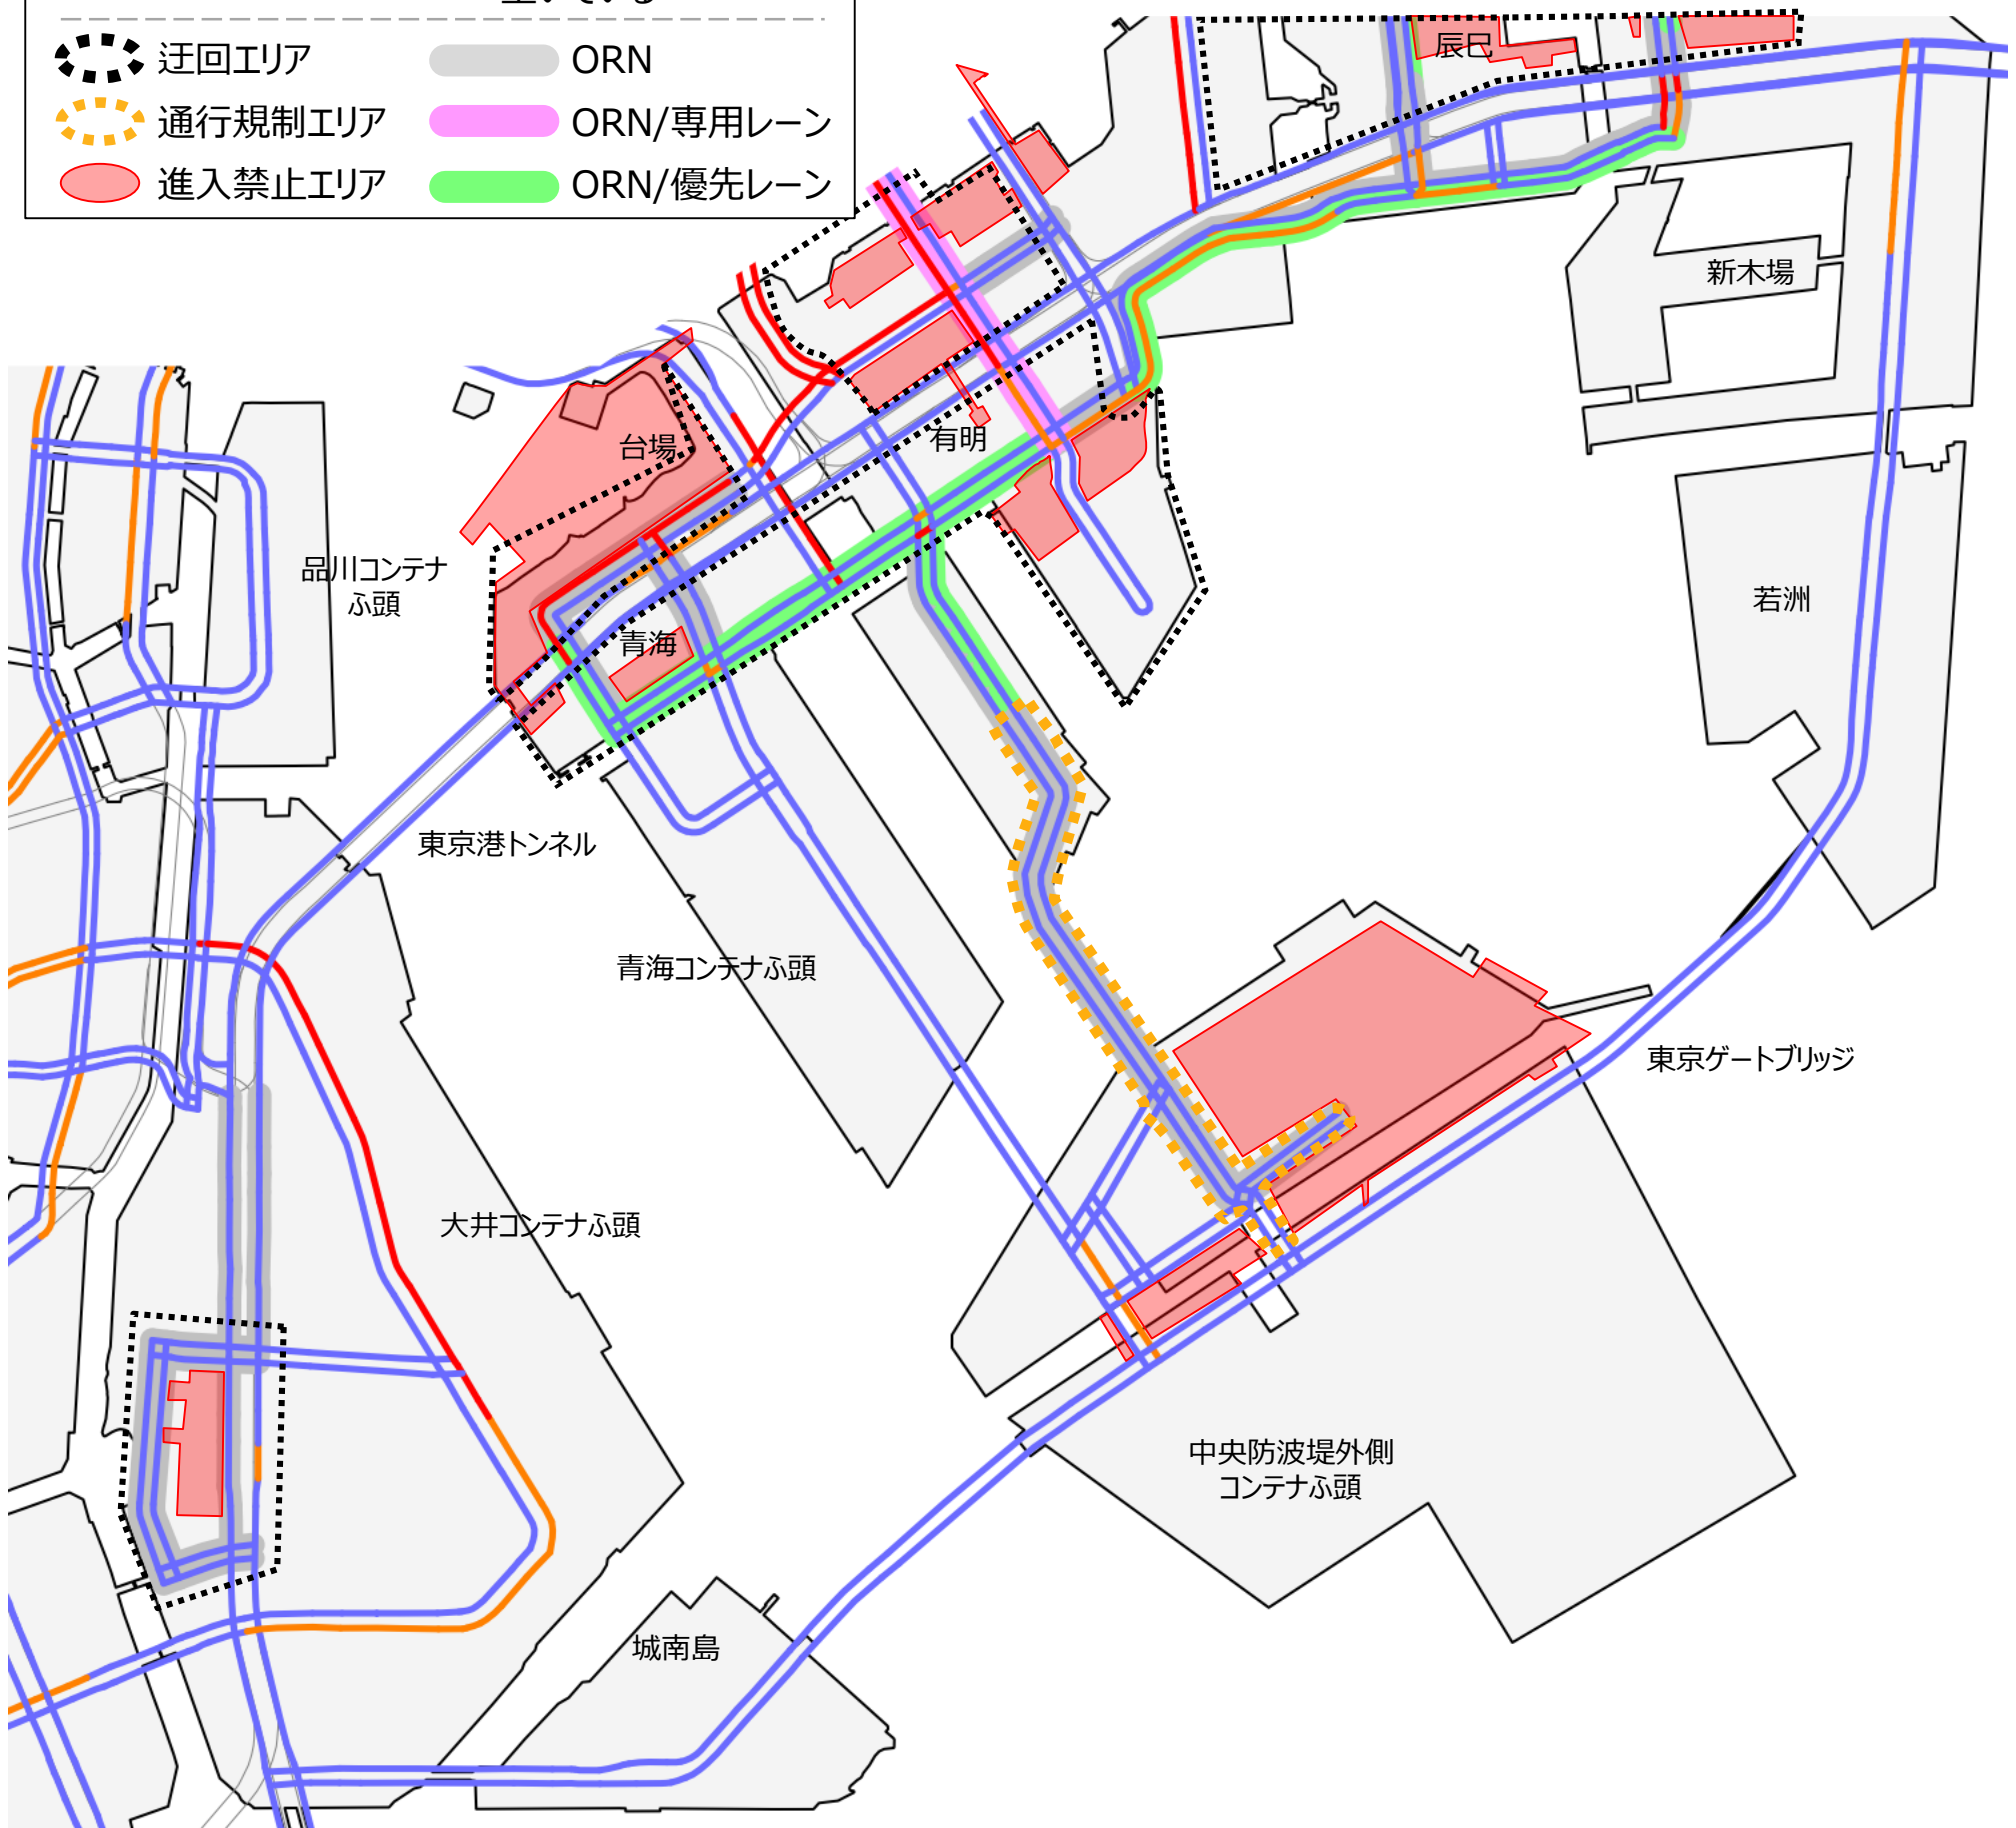 空いている
迂回エリア
ORN
通行規制エリア
ORN/専用レーン
進入禁止エリア
ORN/優先レーン
辰巳
新木場
有明
台場
品川コンテナ
ふ頭
若洲
青海
東京港トンネル
青海コンテナふ頭
東京ゲートブリッジ
大井コンテナふ頭
中央防波堤外側
コンテナふ頭
城南島